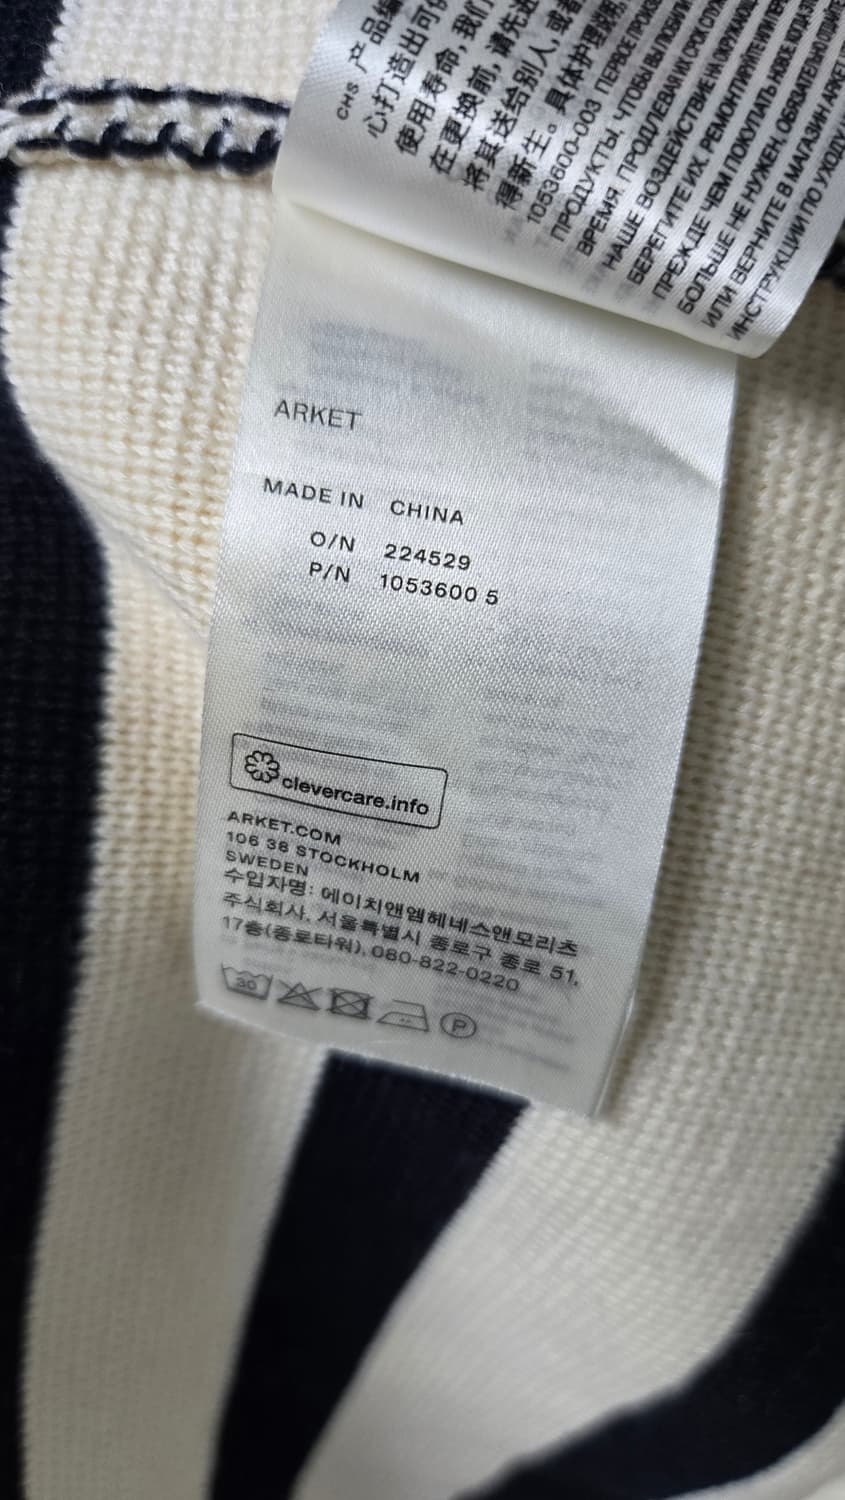 CHS 产品编
心打造出可
使用寿命, 我们
在更换前, 请先
将其送给别人, 或者
得新生。具体护理说明,
1053600-003 ПЕРВОЕ
ПРОДУКТЫ, ЧТОБЫ ВЫ
ВРЕМЯ. ПРОДЛЕВАЯ ИХ СРОК
НАШЕ ВОЗДЕЙСТВИЕ НА
БЕРЕГИТЕ ИХ. РЕМОНТИРУЙТЕ
ПРЕЖДЕ ЧЕМ ПОКУПАТЬ НОВОЕ
БОЛЬШЕ НЕ НУЖЕН, ОБЯЗАТЕЛЬНО
ИЛИ ВЕРНИТЕ В МАГАЗИН
ИНСТРУКЦИИ ПО УХОДУ
ARKET
MADE IN CHINA
O/N 224529
P/N 1053600 5
clevercare.info
ARKET.COM
106 38 STOCKHOLM
SWEDEN
수입자명: 에이치앤엠헤네스앤모리츠
주식회사, 서울특별시 종로구 종로 51,
17층(종로타워), 080-822-0220
30 P